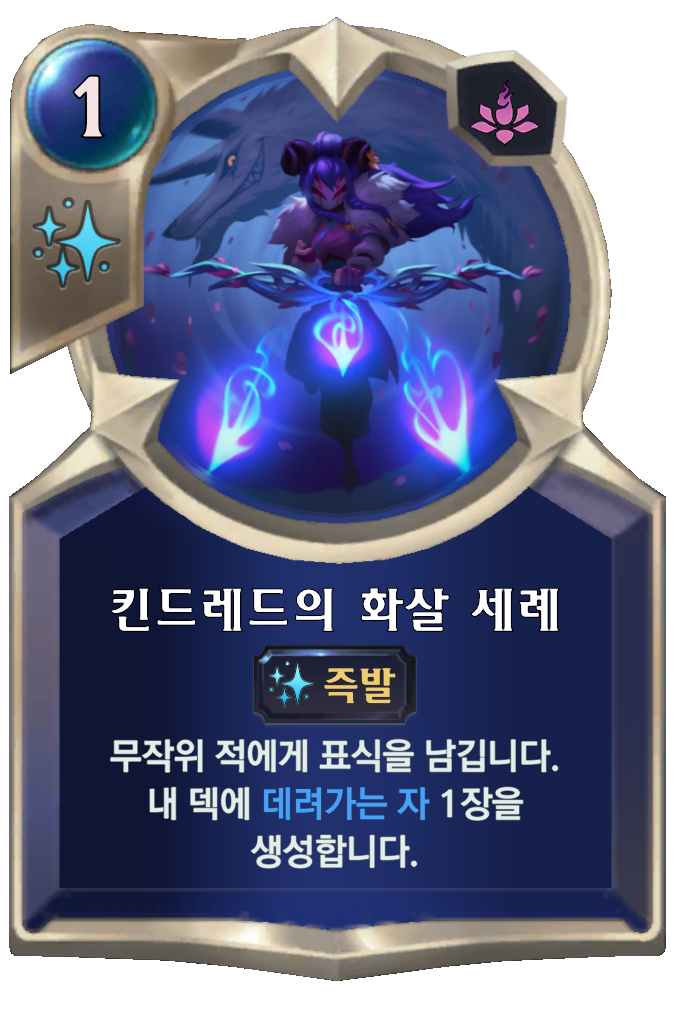 1
킨드레드의 화살 세례
즉발
무작위 적에게 표식을 남깁니다.
내 덱에 데려가는 자 1장을
생성합니다.